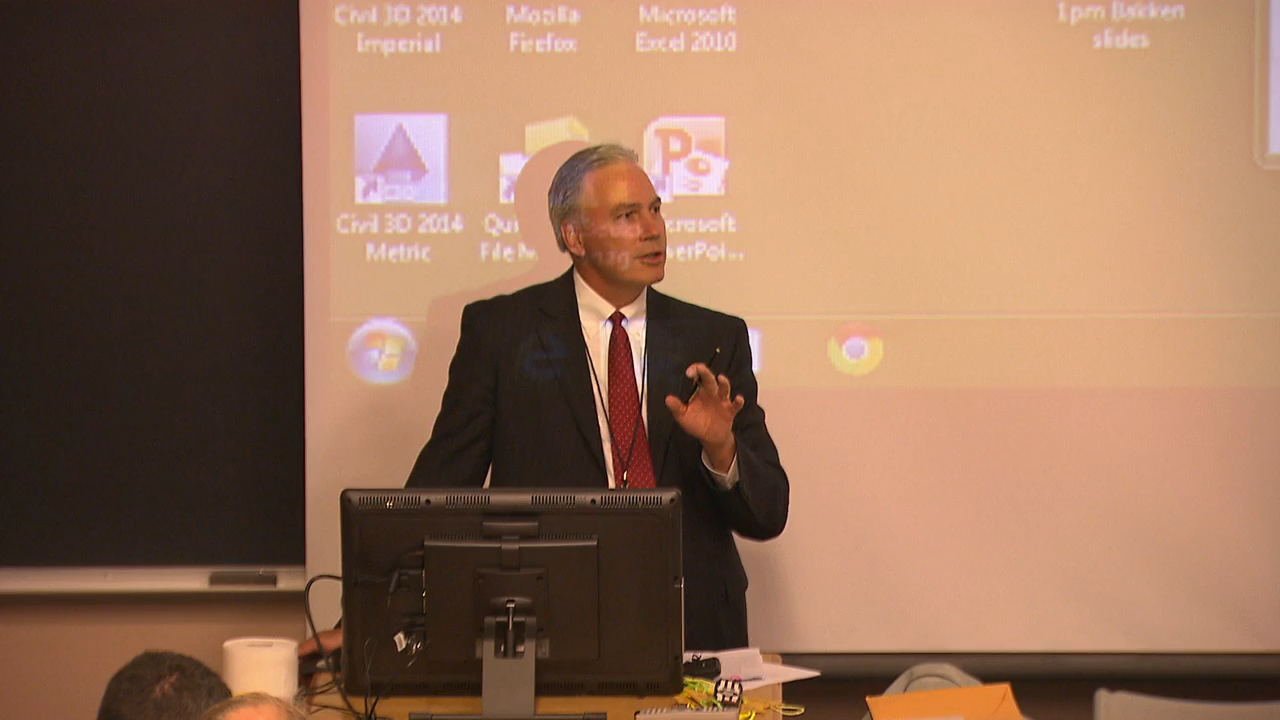 Civil 3D 2014
Imperial
Mozilla
Firefox
Microsoft
Excel 2010
1pm Bakken
slides
Civil 3D 2014
Metric